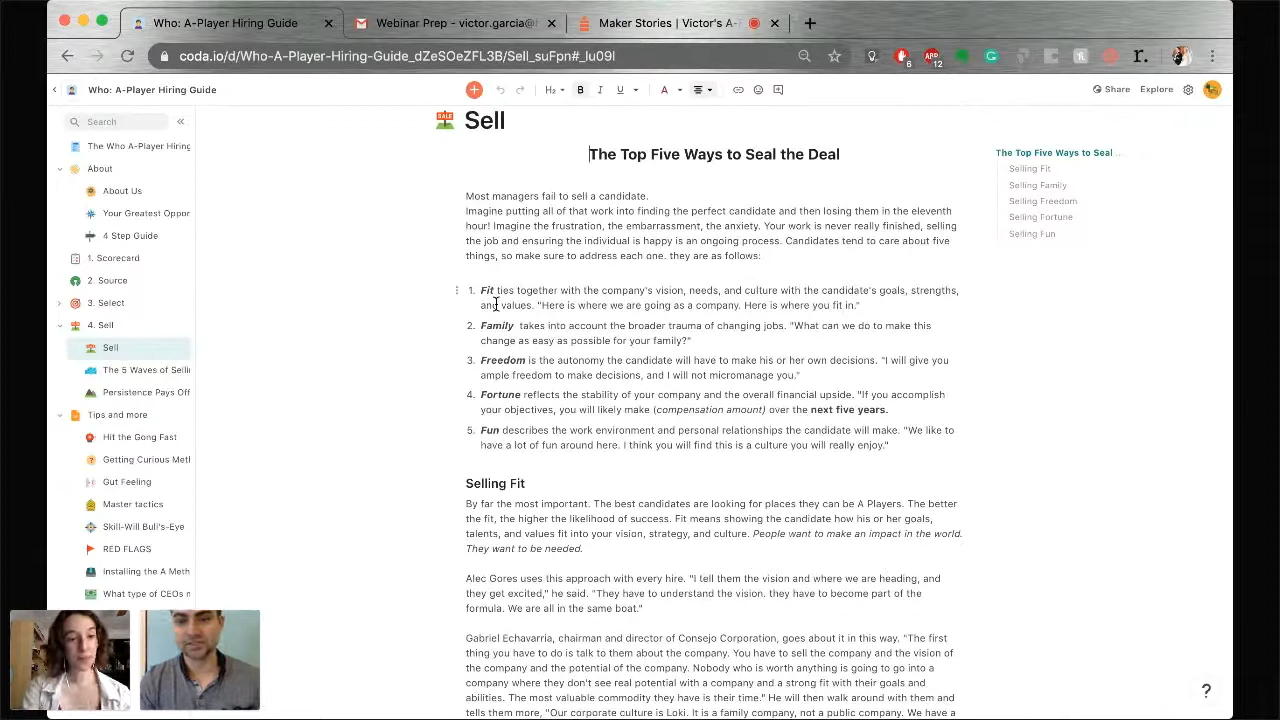 Who: A-Player Hiring Guide
Webinar Prep - victor.garcia@
Maker Stories | Victor's A-
coda.io/d/Who-A-Player-Hiring-Guide_dZeSOeZFL3B/Sell_suFpn#_lu09l
6
12
r.
Who: A-Player Hiring Guide
H2
B
I
U
A
Share
Explore
Search
The Who A-Player Hiring
About
About Us
Your Greatest Oppor
4 Step Guide
1. Scorecard
2. Source
3. Select
4. Sell
Sell
The 5 Waves of Selli
Persistence Pays Off
Tips and more
Hit the Gong Fast
Getting Curious Met
Gut Feeling
Master tactics
Skill-Will Bull's-Eye
RED FLAGS
Installing the A Meth
What type of CEOs m
SALE
Sell
The Top Five Ways to Seal the Deal
Most managers fail to sell a candidate.
Imagine putting all of that work into finding the perfect candidate and then losing them in the eleventh
hour! Imagine the frustration, the embarrassment, the anxiety. Your work is never really finished, selling
the job and ensuring the individual is happy is an ongoing process. Candidates tend to care about five
things, so make sure to address each one. they are as follows:
1. Fit ties together with the company's vision, needs, and culture with the candidate's goals, strengths,
and values. "Here is where we are going as a company. Here is where you fit in."
2. Family takes into account the broader trauma of changing jobs. "What can we do to make this
change as easy as possible for your family?"
3. Freedom is the autonomy the candidate will have to make his or her own decisions. "I will give you
ample freedom to make decisions, and I will not micromanage you."
4. Fortune reflects the stability of your company and the overall financial upside. "If you accomplish
your objectives, you will likely make (compensation amount) over the next five years.
5. Fun describes the work environment and personal relationships the candidate will make. "We like to
have a lot of fun around here. I think you will find this is a culture you will really enjoy."
Selling Fit
By far the most important. The best candidates are looking for places they can be A Players. The better
the fit, the higher the likelihood of success. Fit means showing the candidate how his or her goals,
talents, and values fit into your vision, strategy, and culture. People want to make an impact in the world.
They want to be needed.
Alec Gores uses this approach with every hire. "I tell them the vision and where we are heading, and
they get excited," he said. "They have to understand the vision. they have to become part of the
formula. We are all in the same boat."
Gabriel Echavarria, chairman and director of Consejo Corporation, goes about it in this way. "The first
thing you have to do is talk to them about the company. You have to sell the company and the vision of
the company and the potential of the company. Nobody who is worth anything is going to go into a
company where they don't see real potential with a company and a strong fit with their goals and
abilities. The most valuable commodity they have is their time." He will then walk around with them and
tells them more, "Our corporate culture is Loki. It is a family company, not a public company. We have a
The Top Five Ways to Seal ...
Selling Fit
Selling Family
Selling Freedom
Selling Fortune
Selling Fun
?